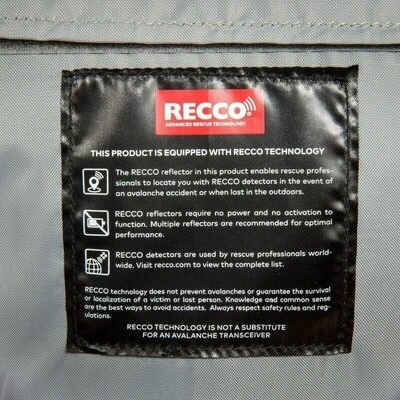 RECCO
ADVANCED RESCUE TECHNOLOGY
THIS PRODUCT IS EQUIPPED WITH RECCO TECHNOLOGY
The RECCO reflector in this product enables rescue profes-
sionals to locate you with RECCO detectors in the event of
an avalanche accident or when lost in the outdoors.
RECCO reflectors require no power and no activation to
function. Multiple reflectors are recommended for optimal
performance.
RECCO detectors are used by rescue professionals world-
wide. Visit recco.com to view the complete list.
RECCO technology does not prevent avalanches or guarantee the survival
or localization of a victim or lost person. Knowledge and common sense
are the best ways to avoid accidents. Always respect safety rules and reg-
ulations.
RECCO TECHNOLOGY IS NOT A SUBSTITUTE
FOR AN AVALANCHE TRANSCEIVER